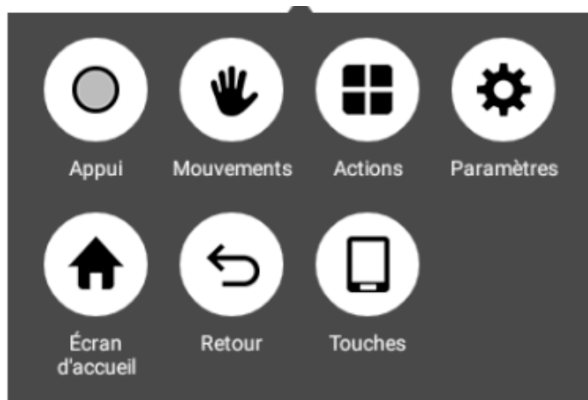 Appui
Mouvements
Actions
Paramètres
Écran
d'accueil
Retour
Touches